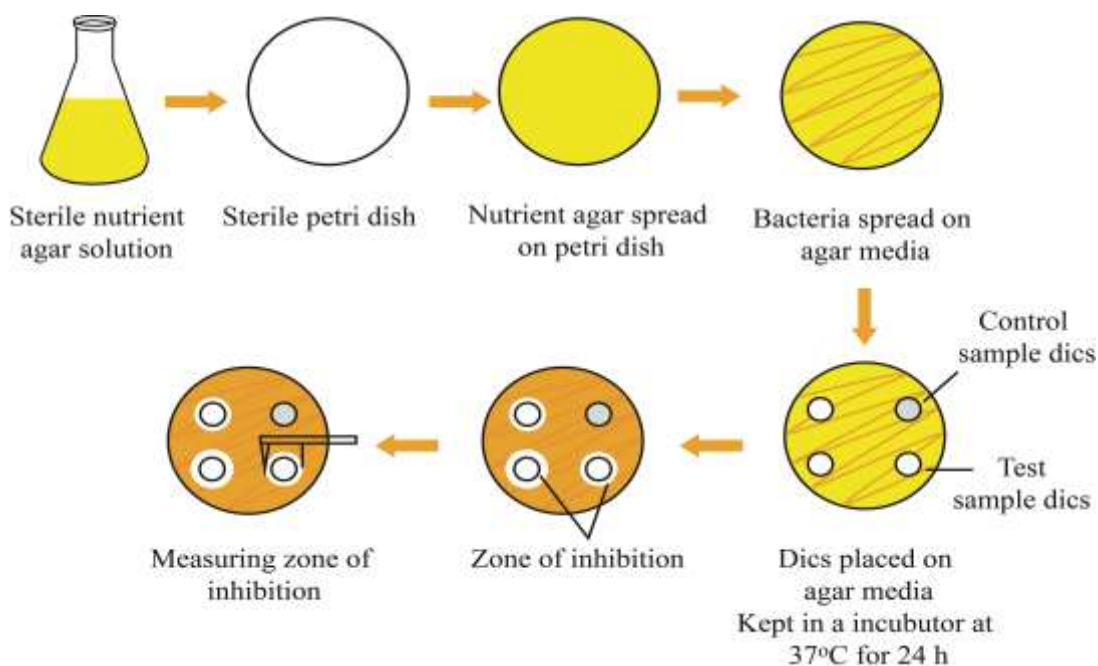 Sterile nutrient
agar solution
Sterile petri dish
Nutrient agar spread
on petri dish
Bacteria spread on
agar media
Control
sample dics
Test
sample dics
Dics placed on
agar media
Kept in a incubutor at
37°C for 24 h
Zone of inhibition
Measuring zone of
inhibition